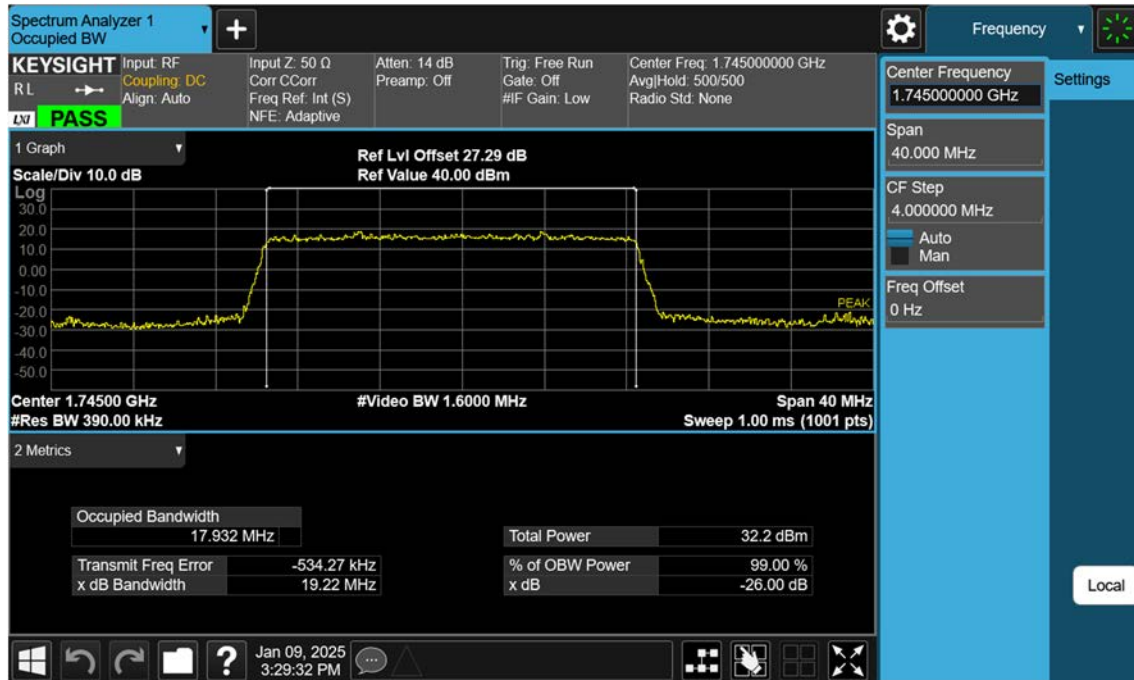 Spectrum Analyzer 1
Occupied BW
+
Frequency
KEYSIGHT
RL
LXI
PASS
Input: RF
Coupling: DC
Align: Auto
Input Z: 50 Ω
Corr CCorr
Freq Ref: Int (S)
NFE: Adaptive
Atten: 14 dB
Preamp: Off
Trig: Free Run
Gate: Off
#IF Gain: Low
Center Freq: 1.745000000 GHz
Avg|Hold: 500/500
Radio Std: None
Center Frequency
1.745000000 GHz
Settings
Span
40.000 MHz
CF Step
4.000000 MHz
Auto
Man
Freq Offset
0 Hz
Local
1 Graph
Scale/Div 10.0 dB
Ref Lvl Offset 27.29 dB
Ref Value 40.00 dBm
Log
30.0
20.0
10.0
0.00
-10.0
-20.0
-30.0
-40.0
-50.0
PEAK
Center 1.74500 GHz
#Video BW 1.6000 MHz
Span 40 MHz
#Res BW 390.00 kHz
Sweep 1.00 ms (1001 pts)
2 Metrics
Occupied Bandwidth
17.932 MHz
Total Power 32.2 dBm
Transmit Freq Error -534.27 kHz
% of OBW Power 99.00 %
x dB Bandwidth 19.22 MHz
x dB -26.00 dB
?
Jan 09, 2025
3:29:32 PM